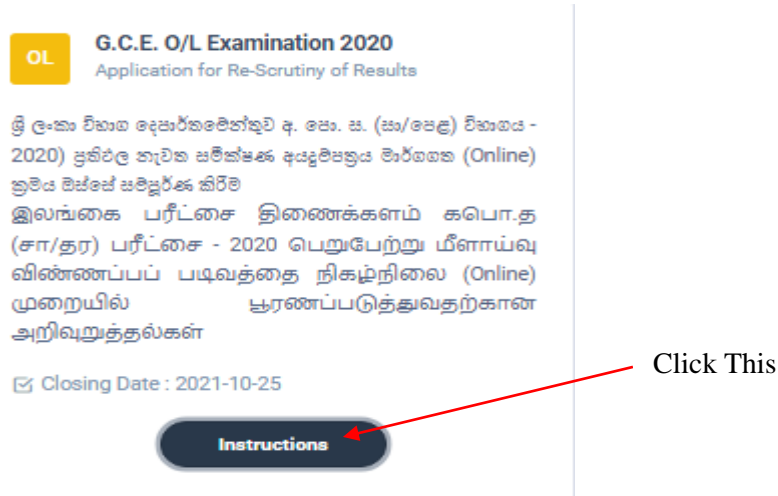 OL
G.C.E. O/L Examination 2020
Application for Re-Scrutiny of Results
ශ්‍රී ලංකා විභාග දෙපාර්තමේන්තුව අ. පො. ස. (සා/පෙළ) විභාගය -
2020) ප්‍රතිඵල නැවත සමීක්ෂණ අයදුම්පත්‍රය මාර්ගගත (Online)
ක්‍රමය ඔස්සේ සම්පූර්ණ කිරීම
இலங்கை பரீட்சை திணைக்களம் கபொ.த
(சா/தர) பரீட்சை - 2020 பெறுபேற்று மீளாய்வு
விண்ணப்பப் படிவத்தை நிகழ்நிலை (Online)
முறையில் பூரணப்படுத்துவதற்கான
அறிவுறுத்தல்கள்
Closing Date : 2021-10-25
Click This
Instructions